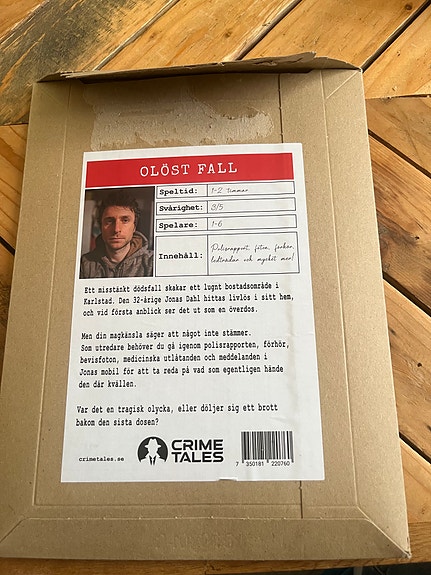 OLÖST FALL
Speltid: 1-2 timmar
Svårighet: 3/5
Spelare: 1-6
Innehåll: Polisrapport, foton, förhör,
ledtrådar och mycket mer!
Ett misstänkt dödsfall skakar ett lugnt bostadsområde i
Karlstad. Den 32-årige Jonas Dahl hittas livlös i sitt hem,
och vid första anblick ser det ut som en överdos.
Men din magkänsla säger att något inte stämmer.
Som utredare behöver du gå igenom polisrapporten, förhör,
bevisfoton, medicinska utlåtanden och meddelanden i
Jonas mobil för att ta reda på vad som egentligen hände
den där kvällen.
Var det en tragisk olycka, eller döljer sig ett brott
bakom den sista dosen?
crimetales.se
CRIME
TALES
7 350181 220760